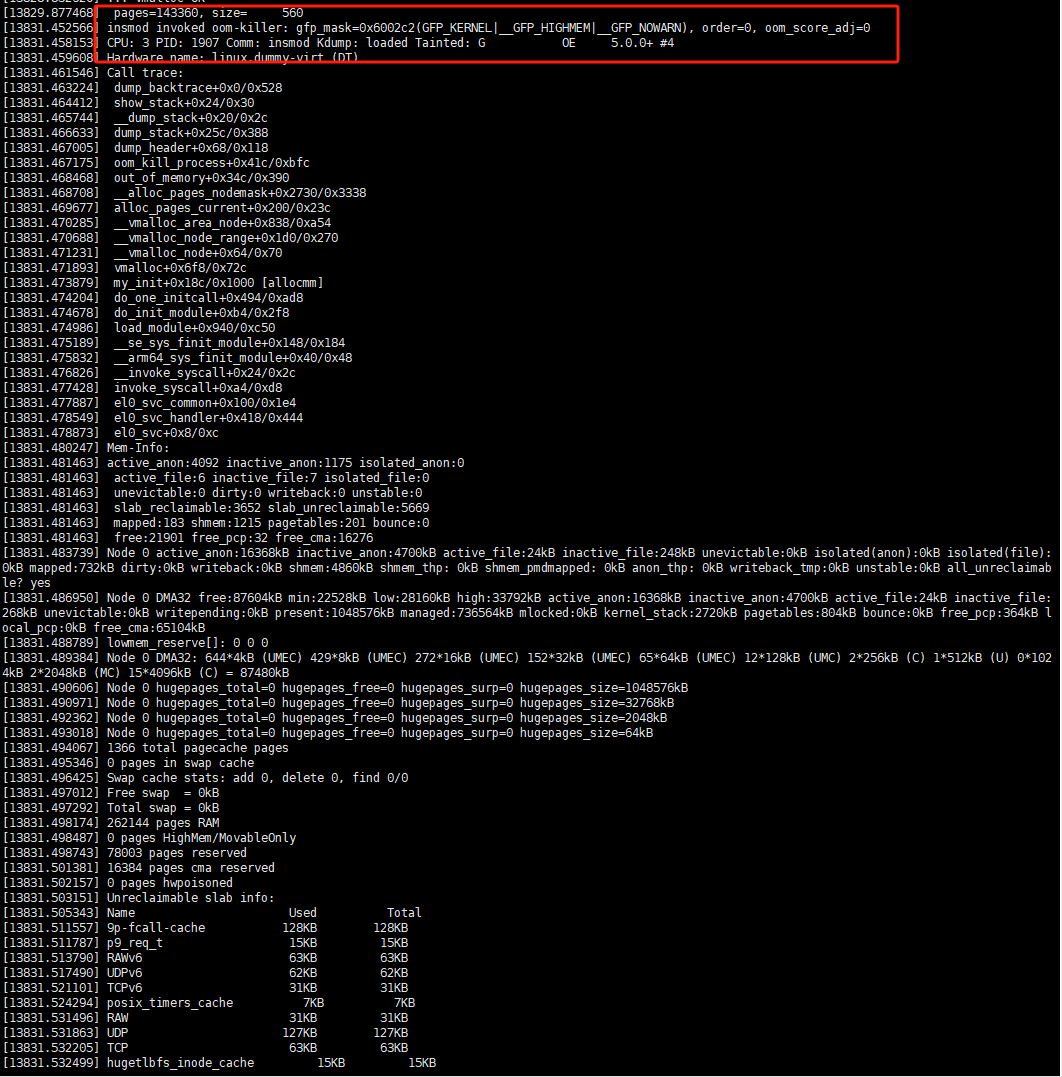 [13829.877468]  pages=143360, size=     560
[13831.452566] insmod invoked oom-killer: gfp_mask=0x6002c2(GFP_KERNEL|__GFP_HIGHMEM|__GFP_NOWARN), order=0, oom_score_adj=0
[13831.458153] CPU: 3 PID: 1907 Comm: insmod Kdump: loaded Tainted: G           OE     5.0.0+ #4
[13831.459608] Hardware name: linux,dummy-virt (DT)
[13831.461546] Call trace:
[13831.463224]  dump_backtrace+0x0/0x528
[13831.464412]  show_stack+0x24/0x30
[13831.465744]  __dump_stack+0x20/0x2c
[13831.466633]  dump_stack+0x25c/0x388
[13831.467005]  dump_header+0x68/0x118
[13831.467175]  oom_kill_process+0x41c/0xbfc
[13831.468468]  out_of_memory+0x34c/0x390
[13831.468708]  __alloc_pages_nodemask+0x2730/0x3338
[13831.469677]  alloc_pages_current+0x200/0x23c
[13831.470285]  __vmalloc_area_node+0x838/0xa54
[13831.470688]  __vmalloc_node_range+0x1d0/0x270
[13831.471231]  __vmalloc_node+0x64/0x70
[13831.471893]  vmalloc+0x6f8/0x72c
[13831.473879]  my_init+0x18c/0x1000 [allocmm]
[13831.474204]  do_one_initcall+0x494/0xad8
[13831.474678]  do_init_module+0xb4/0x2f8
[13831.474986]  load_module+0x940/0xc50
[13831.475189]  __se_sys_finit_module+0x148/0x184
[13831.475832]  __arm64_sys_finit_module+0x40/0x48
[13831.476826]  __invoke_syscall+0x24/0x2c
[13831.477428]  invoke_syscall+0xa4/0xd8
[13831.477887]  el0_svc_common+0x100/0x1e4
[13831.478549]  el0_svc_handler+0x418/0x444
[13831.478873]  el0_svc+0x8/0xc
[13831.480247] Mem-Info:
[13831.481463] active_anon:4092 inactive_anon:1175 isolated_anon:0
[13831.481463]  active_file:6 inactive_file:7 isolated_file:0
[13831.481463]  unevictable:0 dirty:0 writeback:0 unstable:0
[13831.481463]  slab_reclaimable:3652 slab_unreclaimable:5669
[13831.481463]  mapped:183 shmem:1215 pagetables:201 bounce:0
[13831.481463]  free:21901 free_pcp:32 free_cma:16276
[13831.483739] Node 0 active_anon:16368kB inactive_anon:4700kB active_file:24kB inactive_file:248kB unevictable:0kB isolated(anon):0kB isolated(file):
0kB mapped:732kB dirty:0kB writeback:0kB shmem:4860kB shmem_thp: 0kB shmem_pmdmapped: 0kB anon_thp: 0kB writeback_tmp:0kB unstable:0kB all_unreclaimab
le? yes
[13831.486950] Node 0 DMA32 free:87604kB min:22528kB low:28160kB high:33792kB active_anon:16368kB inactive_anon:4700kB active_file:24kB inactive_file:
268kB unevictable:0kB writepending:0kB present:1048576kB managed:736564kB mlocked:0kB kernel_stack:2720kB pagetables:804kB bounce:0kB free_pcp:364kB l
ocal_pcp:0kB free_cma:65104kB
[13831.488789] lowmem_reserve[]: 0 0 0
[13831.489384] Node 0 DMA32: 644*4kB (UMEC) 429*8kB (UMEC) 272*16kB (UMEC) 152*32kB (UMEC) 65*64kB (UMEC) 12*128kB (UMC) 2*256kB (C) 1*512kB (U) 0*102
4kB 2*2048kB (MC) 15*4096kB (C) = 87480kB
[13831.490606] Node 0 hugepages_total=0 hugepages_free=0 hugepages_surp=0 hugepages_size=1048576kB
[13831.490971] Node 0 hugepages_total=0 hugepages_free=0 hugepages_surp=0 hugepages_size=32768kB
[13831.492362] Node 0 hugepages_total=0 hugepages_free=0 hugepages_surp=0 hugepages_size=2048kB
[13831.493018] Node 0 hugepages_total=0 hugepages_free=0 hugepages_surp=0 hugepages_size=64kB
[13831.494067] 1366 total pagecache pages
[13831.495346] 0 pages in swap cache
[13831.496425] Swap cache stats: add 0, delete 0, find 0/0
[13831.497012] Free swap  = 0kB
[13831.497292] Total swap = 0kB
[13831.498174] 262144 pages RAM
[13831.498487] 0 pages HighMem/MovableOnly
[13831.498743] 78003 pages reserved
[13831.501381] 16384 pages cma reserved
[13831.502157] 0 pages hwpoisoned
[13831.503151] Unreclaimable slab info:
[13831.505343] Name                      Used          Total
[13831.511557] 9p-fcall-cache           128KB        128KB
[13831.511787] p9_req_t                  15KB         15KB
[13831.513790] RAWv6                     63KB         63KB
[13831.517490] UDPv6                     62KB         62KB
[13831.521101] TCPv6                     31KB         31KB
[13831.524294] posix_timers_cache          7KB          7KB
[13831.531496] RAW                       31KB         31KB
[13831.531863] UDP                      127KB        127KB
[13831.532205] TCP                       63KB         63KB
[13831.532499] hugetlbfs_inode_cache         15KB         15KB